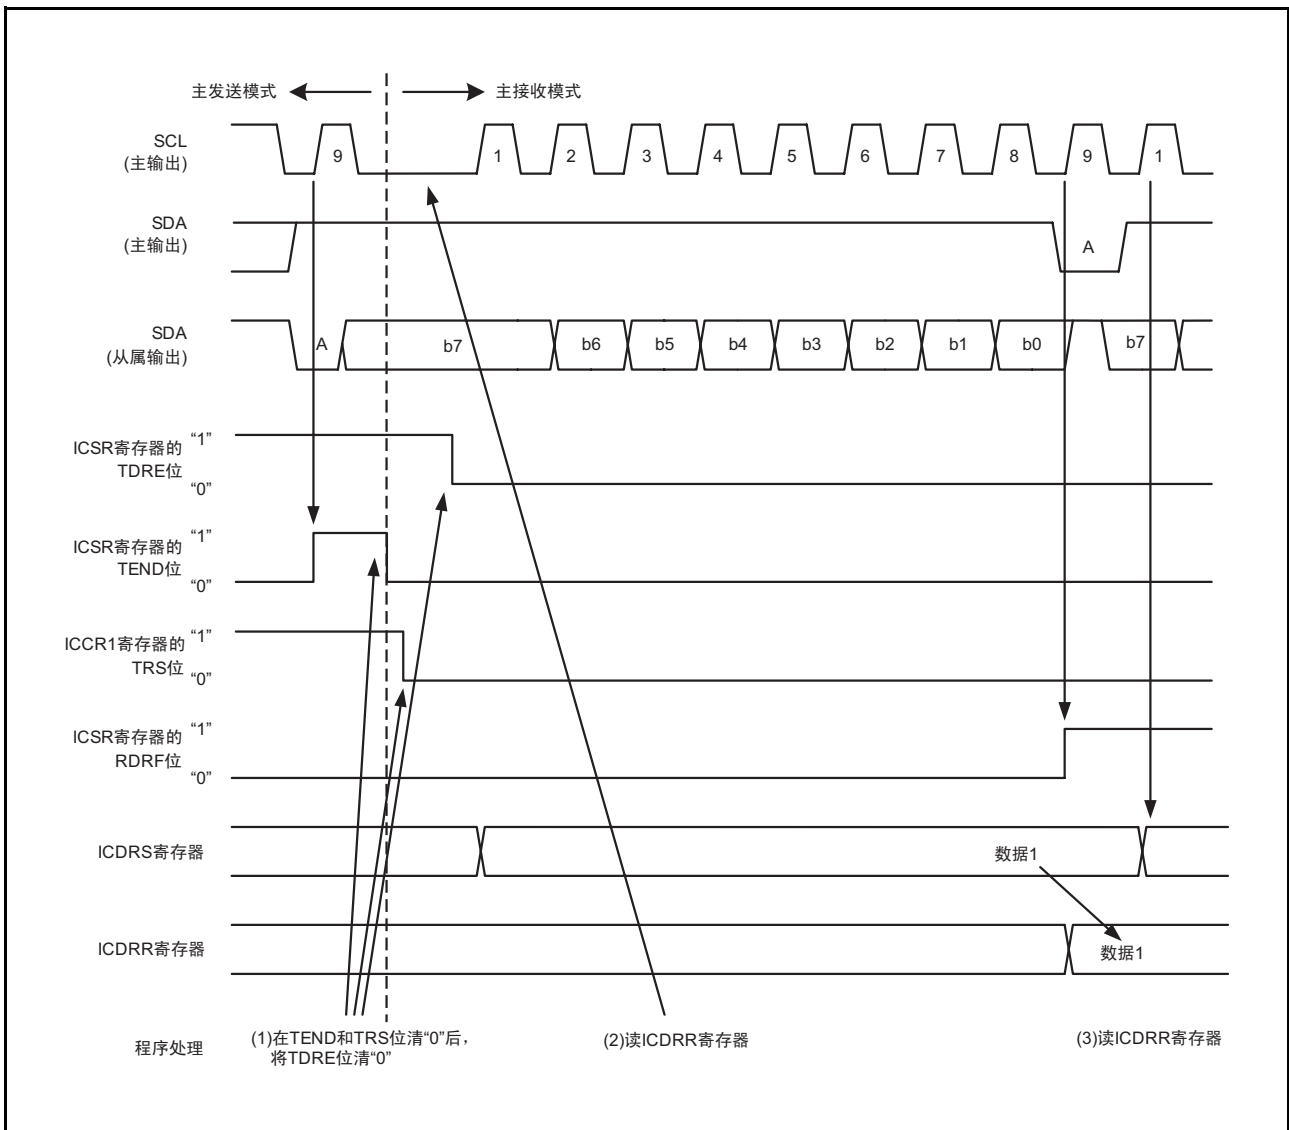 主发送模式 主接收模式
SCL
(主输出)
9 1 2 3 4 5 6 7 8 9 1
SDA
(主输出)
A
SDA
(从属输出)
A b7 b6 b5 b4 b3 b2 b1 b0 b7
ICSR寄存器的 “1”
TDRE位
“0”
ICSR寄存器的 “1”
TEND位
“0”
ICCR1寄存器的 “1”
TRS位
“0”
ICSR寄存器的 “1”
RDRF位
“0”
ICDRS寄存器
数据1
ICDRR寄存器
数据1
程序处理
(1)在TEND和TRS位清“0”后，
将TDRE位清“0”
(2)读ICDRR寄存器
(3)读ICDRR寄存器